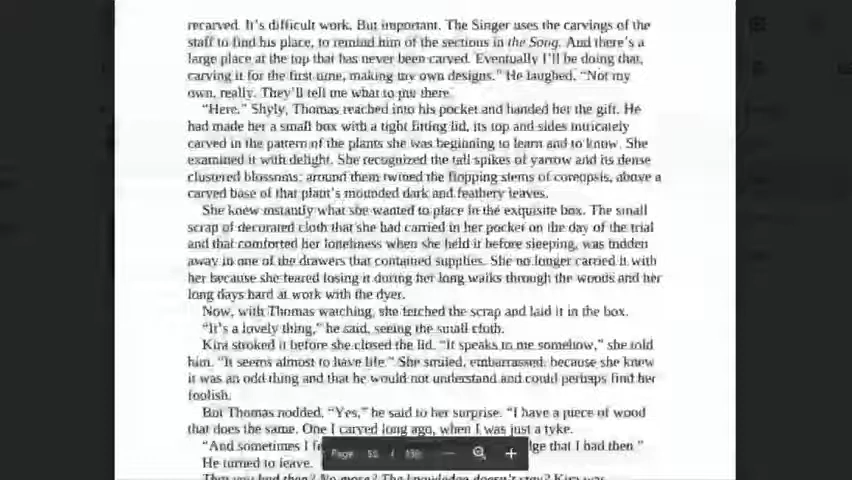 recarved. It's difficult work. But important. The Singer uses the carvings of the
staff to find his place, to remind him of the sections in the Song. And there's a
large place at the top that has never been carved. Eventually I'll be doing that,
carving it for the first time, making my own designs." He laughed. "Not my
own, really. They'll tell me what to put there."
"Here." Shyly, Thomas reached into his pocket and handed her the gift. He
had made her a small box with a tight fitting lid, its top and sides intricately
carved in the pattern of the plants she was beginning to learn and to know. She
examined it with delight. She recognized the tall spikes of yarrow and its dense
clustered blossoms; around them twined the flopping stems of coreopsis, above a
carved base of that plant's mounded dark and feathery leaves.
She knew instantly what she wanted to place in the exquisite box. The small
scrap of decorated cloth that she had carried in her pocket on the day of the trial
and that comforted her loneliness when she held it before sleeping, was hidden
away in one of the drawers that contained supplies. She no longer carried it with
her because she feared losing it during her long walks through the woods and her
long days hard at work with the dyer.
Now, with Thomas watching, she fetched the scrap and laid it in the box.
"It's a lovely thing," he said, seeing the small cloth.
Kira stroked it before she closed the lid. "It speaks to me somehow," she told
him. "It seems almost to have life." She smiled, embarrassed, because she knew
it was an odd thing and that he would not understand and could perhaps find her
foolish.
But Thomas nodded. "Yes," he said to her surprise. "I have a piece of wood
that does the same. One I carved long ago, when I was just a tyke.
"And sometimes I dge that I had then."
He turned to leave.
That you had then? No more? The knowledge doesn't stay? Kira was
Page / — +